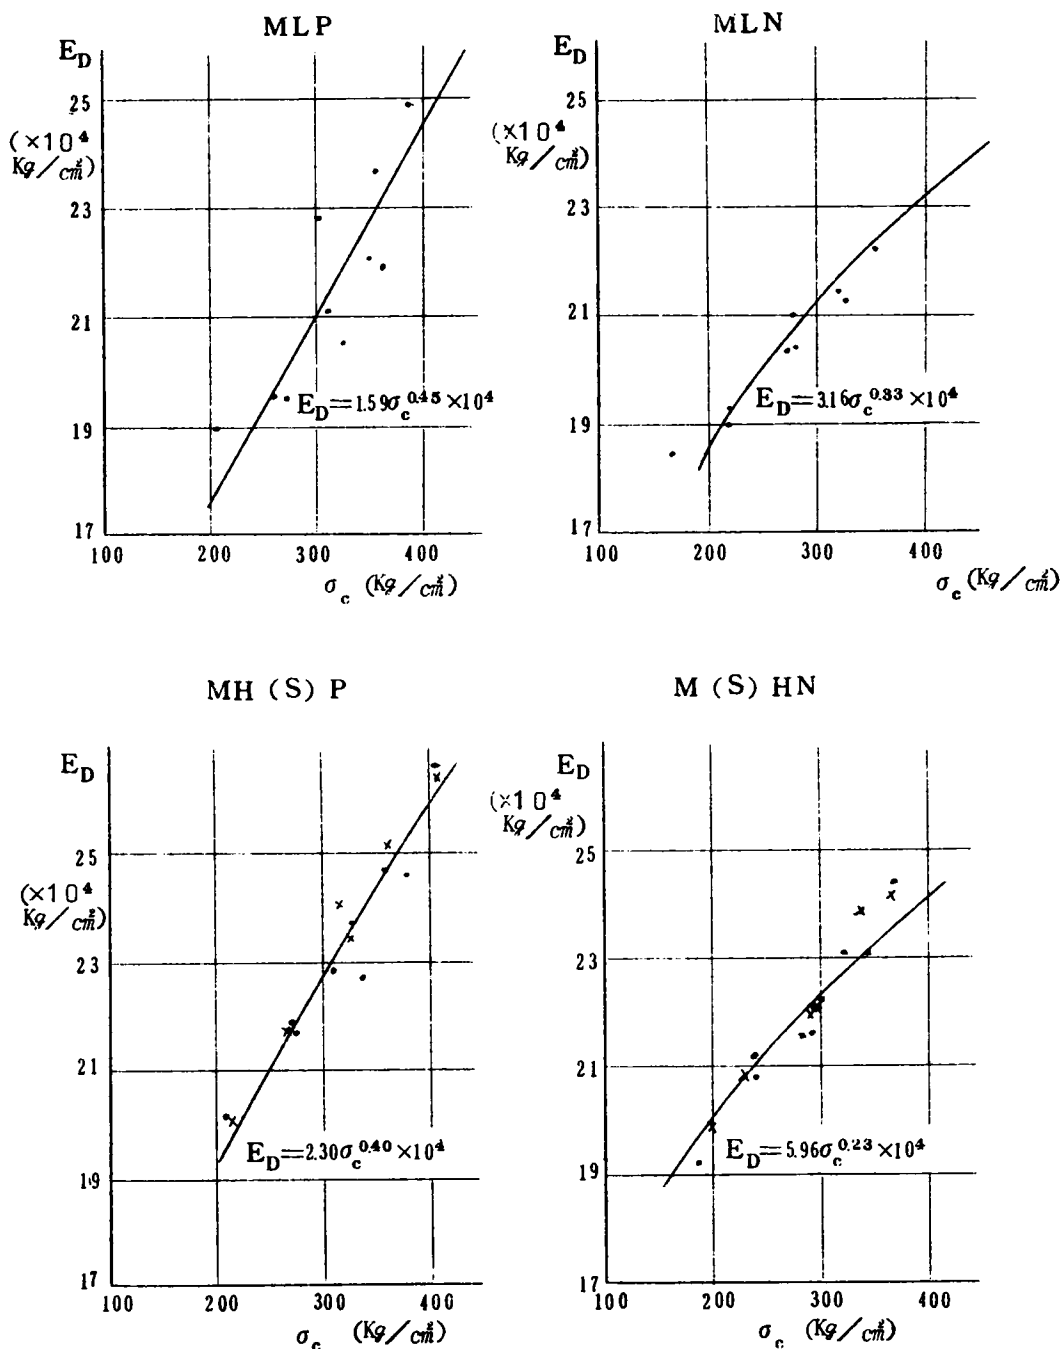 MLP
E_D
(×10⁴
Kg/cm²)
25
23
21
19
17
E_D=1.59σ_c^0.45×10⁴
100 200 300 400
σ_c (Kg/cm²)
MLN
E_D
(×10⁴
Kg/cm²)
25
23
21
19
17
E_D=3.16σ_c^0.33×10⁴
100 200 300 400
σ_c (Kg/cm²)
MH (S) P
E_D
(×10⁴
Kg/cm²)
25
23
21
19
17
E_D=2.30σ_c^0.40×10⁴
100 200 300 400
σ_c (Kg/cm²)
M (S) HN
E_D
(×10⁴
Kg/cm²)
25
23
21
19
17
E_D=5.96σ_c^0.23×10⁴
100 200 300 400
σ_c (Kg/cm²)